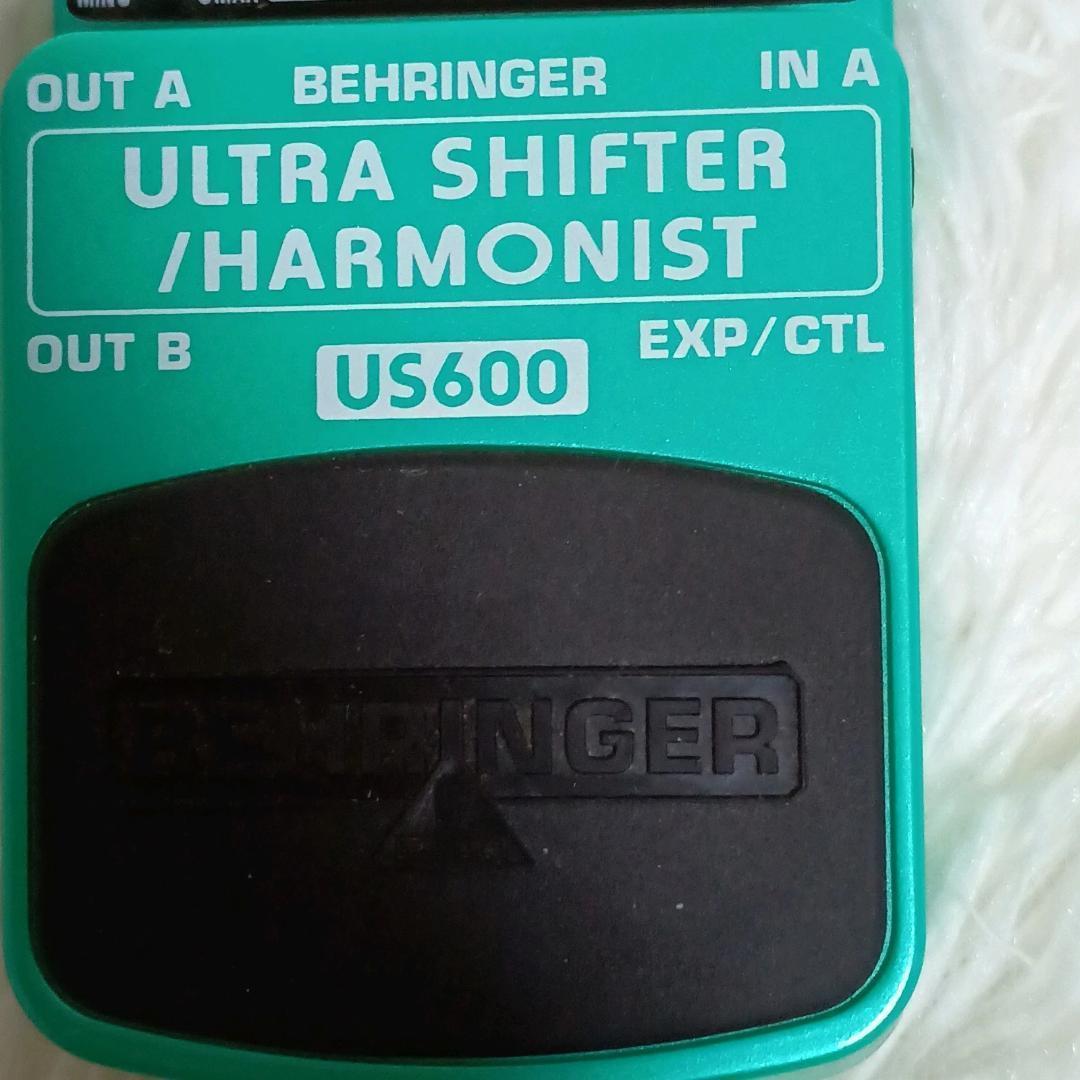 OUT A BEHRINGER IN A
ULTRA SHIFTER
/HARMONIST
OUT B EXP/CTL
US600
BEHRINGER